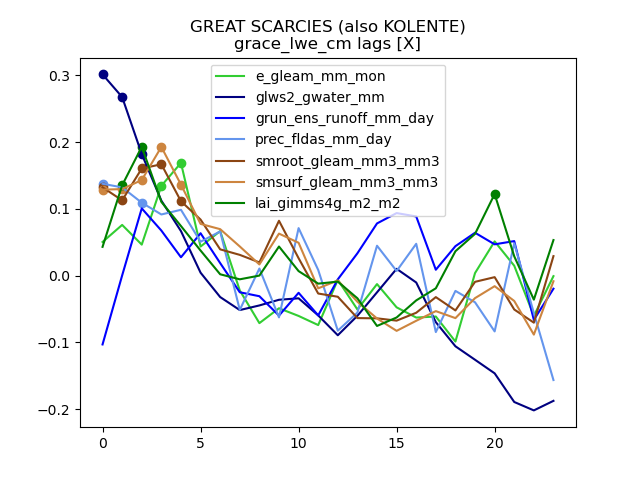 GREAT SCARCIES (also KOLENTE)
grace_lwe_cm lags [X]
e_gleam_mm_mon
glws2_gwater_mm
grun_ens_runoff_mm_day
prec_fldas_mm_day
smroot_gleam_mm3_mm3
smsurf_gleam_mm3_mm3
lai_gimms4g_m2_m2
0.3
0.2
0.1
0.0
−0.1
−0.2
0 5 10 15 20